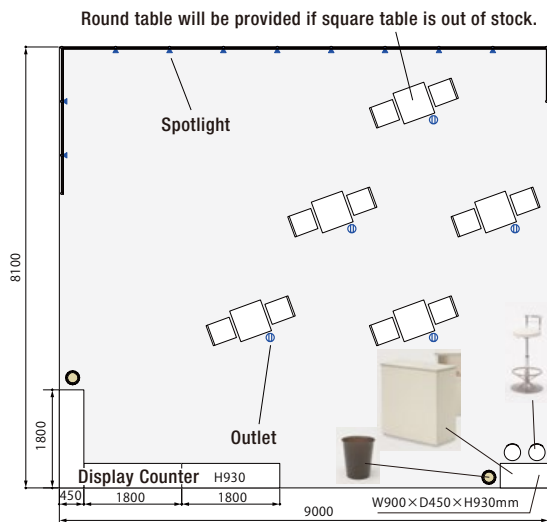 Round table will be provided if square table is out of stock.
Spotlight
8100
1800
Outlet
Display Counter H930
450
1800
1800
W900×D450×H930mm
9000